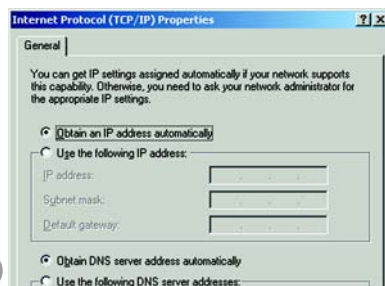 Internet Protocol (TCP/IP) Properties
General
You can get IP settings assigned automatically if your network supports
this capability. Otherwise, you need to ask your network administrator for
the appropriate IP settings.
Obtain an IP address automatically
Use the following IP address:
IP address:
Subnet mask:
Default gateway:
Obtain DNS server address automatically
Use the following DNS server addresses: